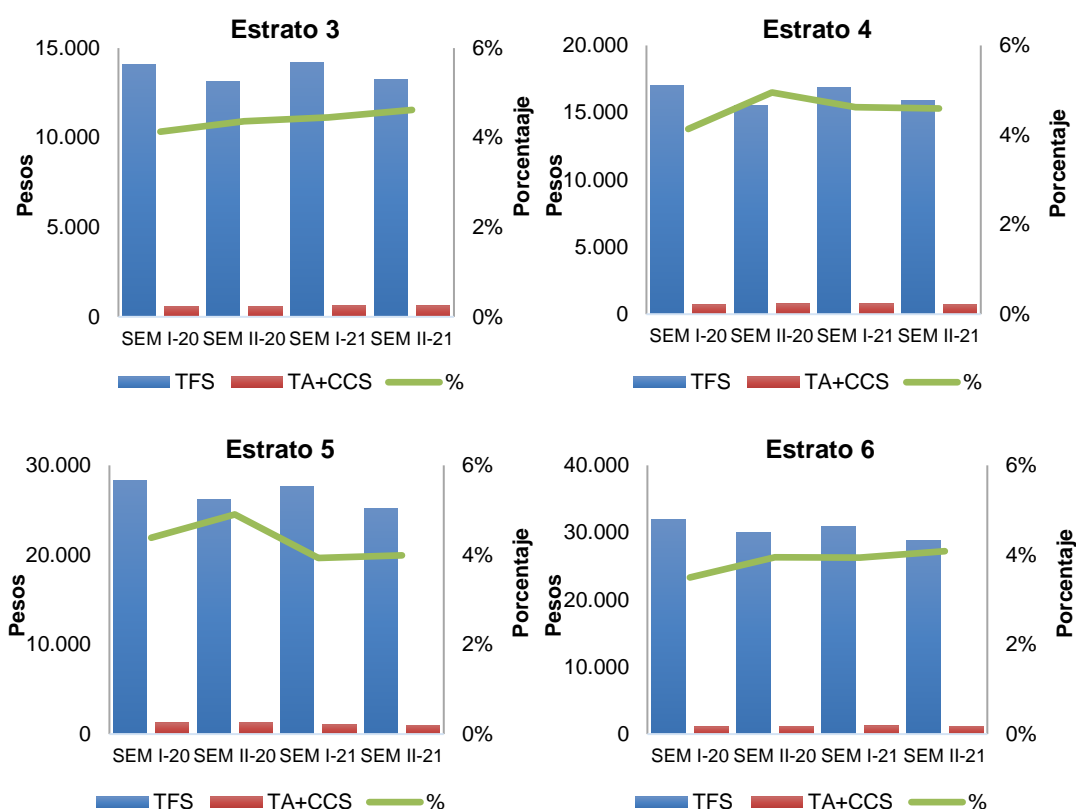 Estrato 3
15.000
10.000
5.000
0
Pesos
6%
4%
2%
0%
Porcentaaje
SEM I-20 SEM II-20 SEM I-21 SEM II-21
TFS TA+CCS %
Estrato 4
20.000
15.000
10.000
5.000
0
Pesos
6%
4%
2%
0%
Porcentaje
SEM I-20 SEM II-20 SEM I-21 SEM II-21
TFS TA+CCS %
Estrato 5
30.000
20.000
10.000
0
Pesos
6%
4%
2%
0%
Porcentaje
SEM I-20 SEM II-20 SEM I-21 SEM II-21
TFS TA+CCS %
Estrato 6
40.000
30.000
20.000
10.000
0
Pesos
6%
4%
2%
0%
Porcentaje
SEM I-20 SEM II-20 SEM I-21 SEM II-21
TFS TA+CCS %